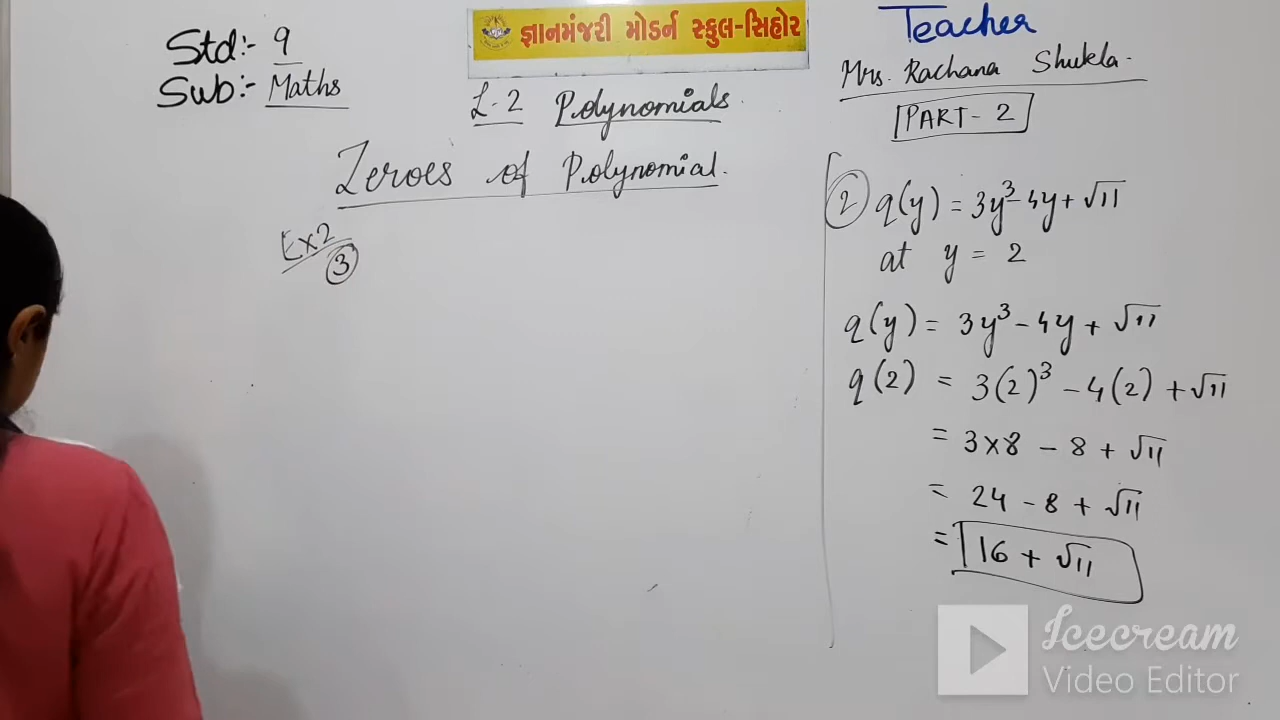 Std:- 9
Sub:- Maths
જ્ઞાનમંજરી મોડર્ન સ્કુલ-સિહોર
L-2 Polynomials.
Zeroes of Polynomial.
Ex 2
3
Teacher
Mrs. Rachana Shukla.
PART-2
2 q(y) = 3y³-4y+√11
at y = 2
q(y) = 3y³-4y+√11
q(2) = 3(2)³-4(2)+√11
= 3×8-8+√11
= 24-8+√11
= 16+√11
Icecream
Video Editor